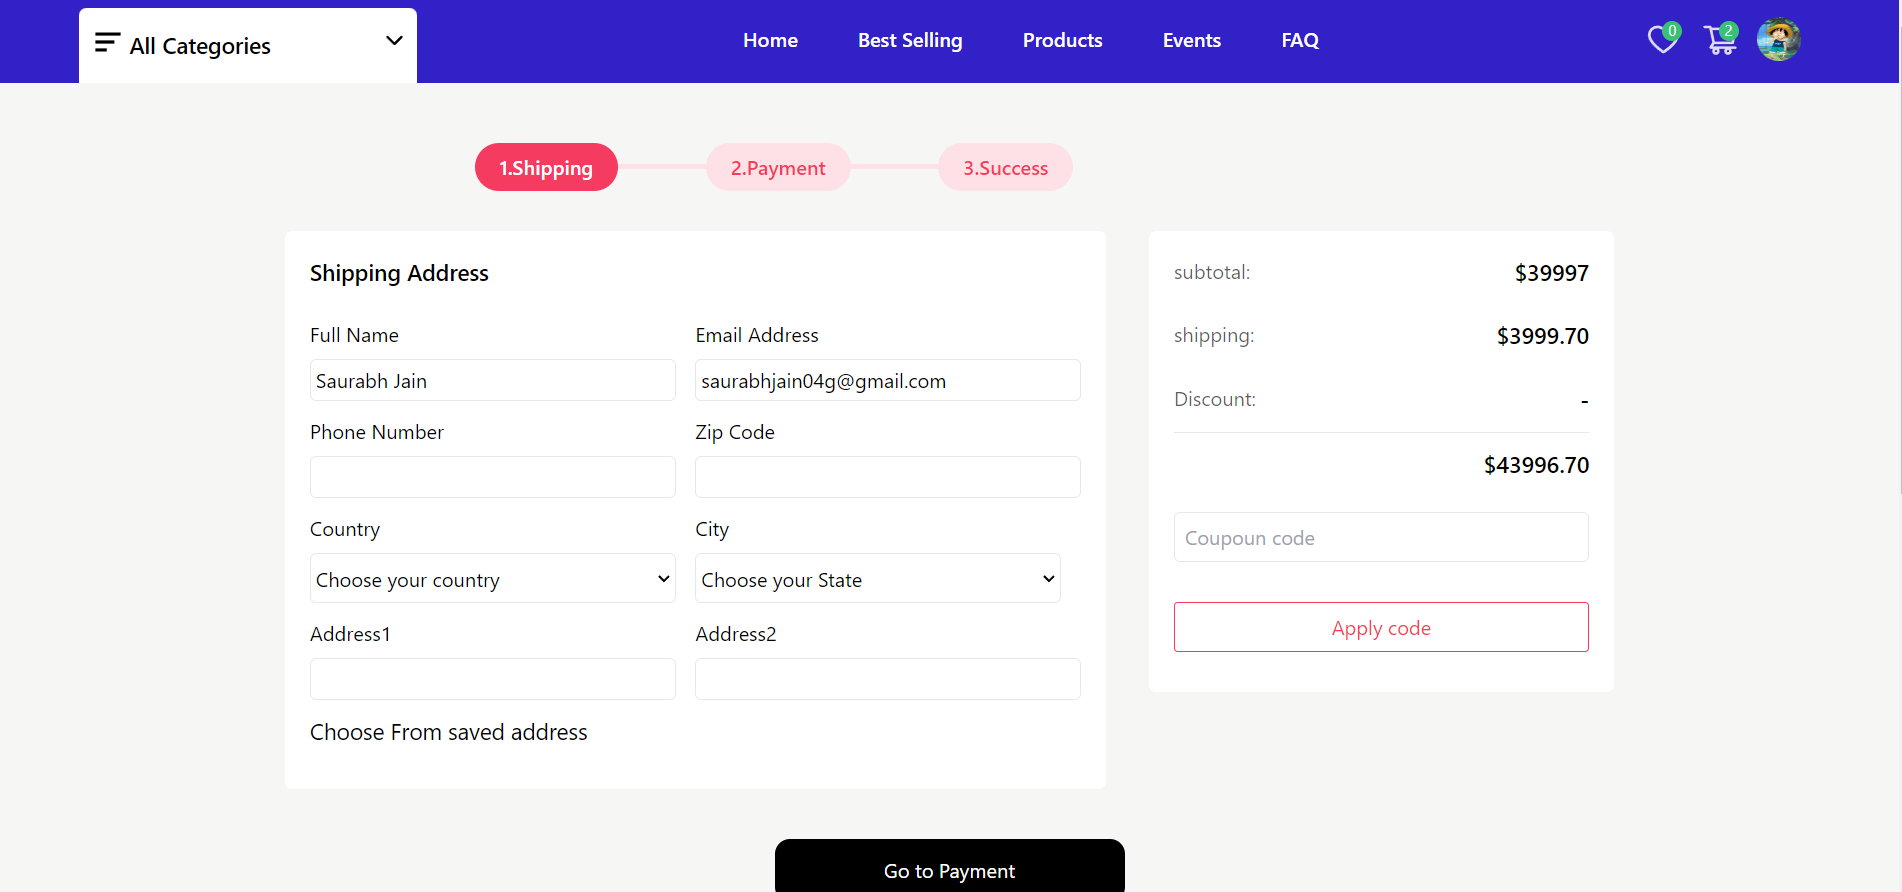 All Categories
Home Best Selling Products Events FAQ
0 2
1.Shipping 2.Payment 3.Success
Shipping Address
Full Name Email Address
Saurabh Jain saurabhjain04g@gmail.com
Phone Number Zip Code
Country City
Choose your country Choose your State
Address1 Address2
Choose From saved address
subtotal: $39997
shipping: $3999.70
Discount: -
$43996.70
Coupoun code
Apply code
Go to Payment